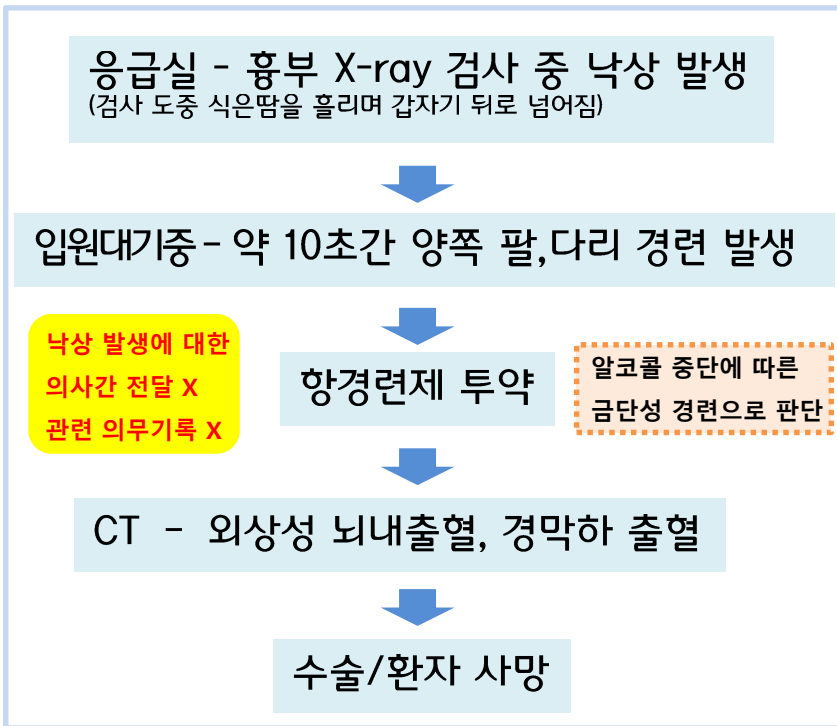 응급실 - 흉부 X-ray 검사 중 낙상 발생
(검사 도중 식은땀을 흘리며 갑자기 뒤로 넘어짐)
입원대기중 - 약 10초간 양쪽 팔,다리 경련 발생
낙상 발생에 대한
의사간 전달 X
관련 의무기록 X
항경련제 투약
알코콜 중단에 따른
금단성 경련으로 판단
CT - 외상성 뇌내출혈, 경막하 출혈
수술/환자 사망